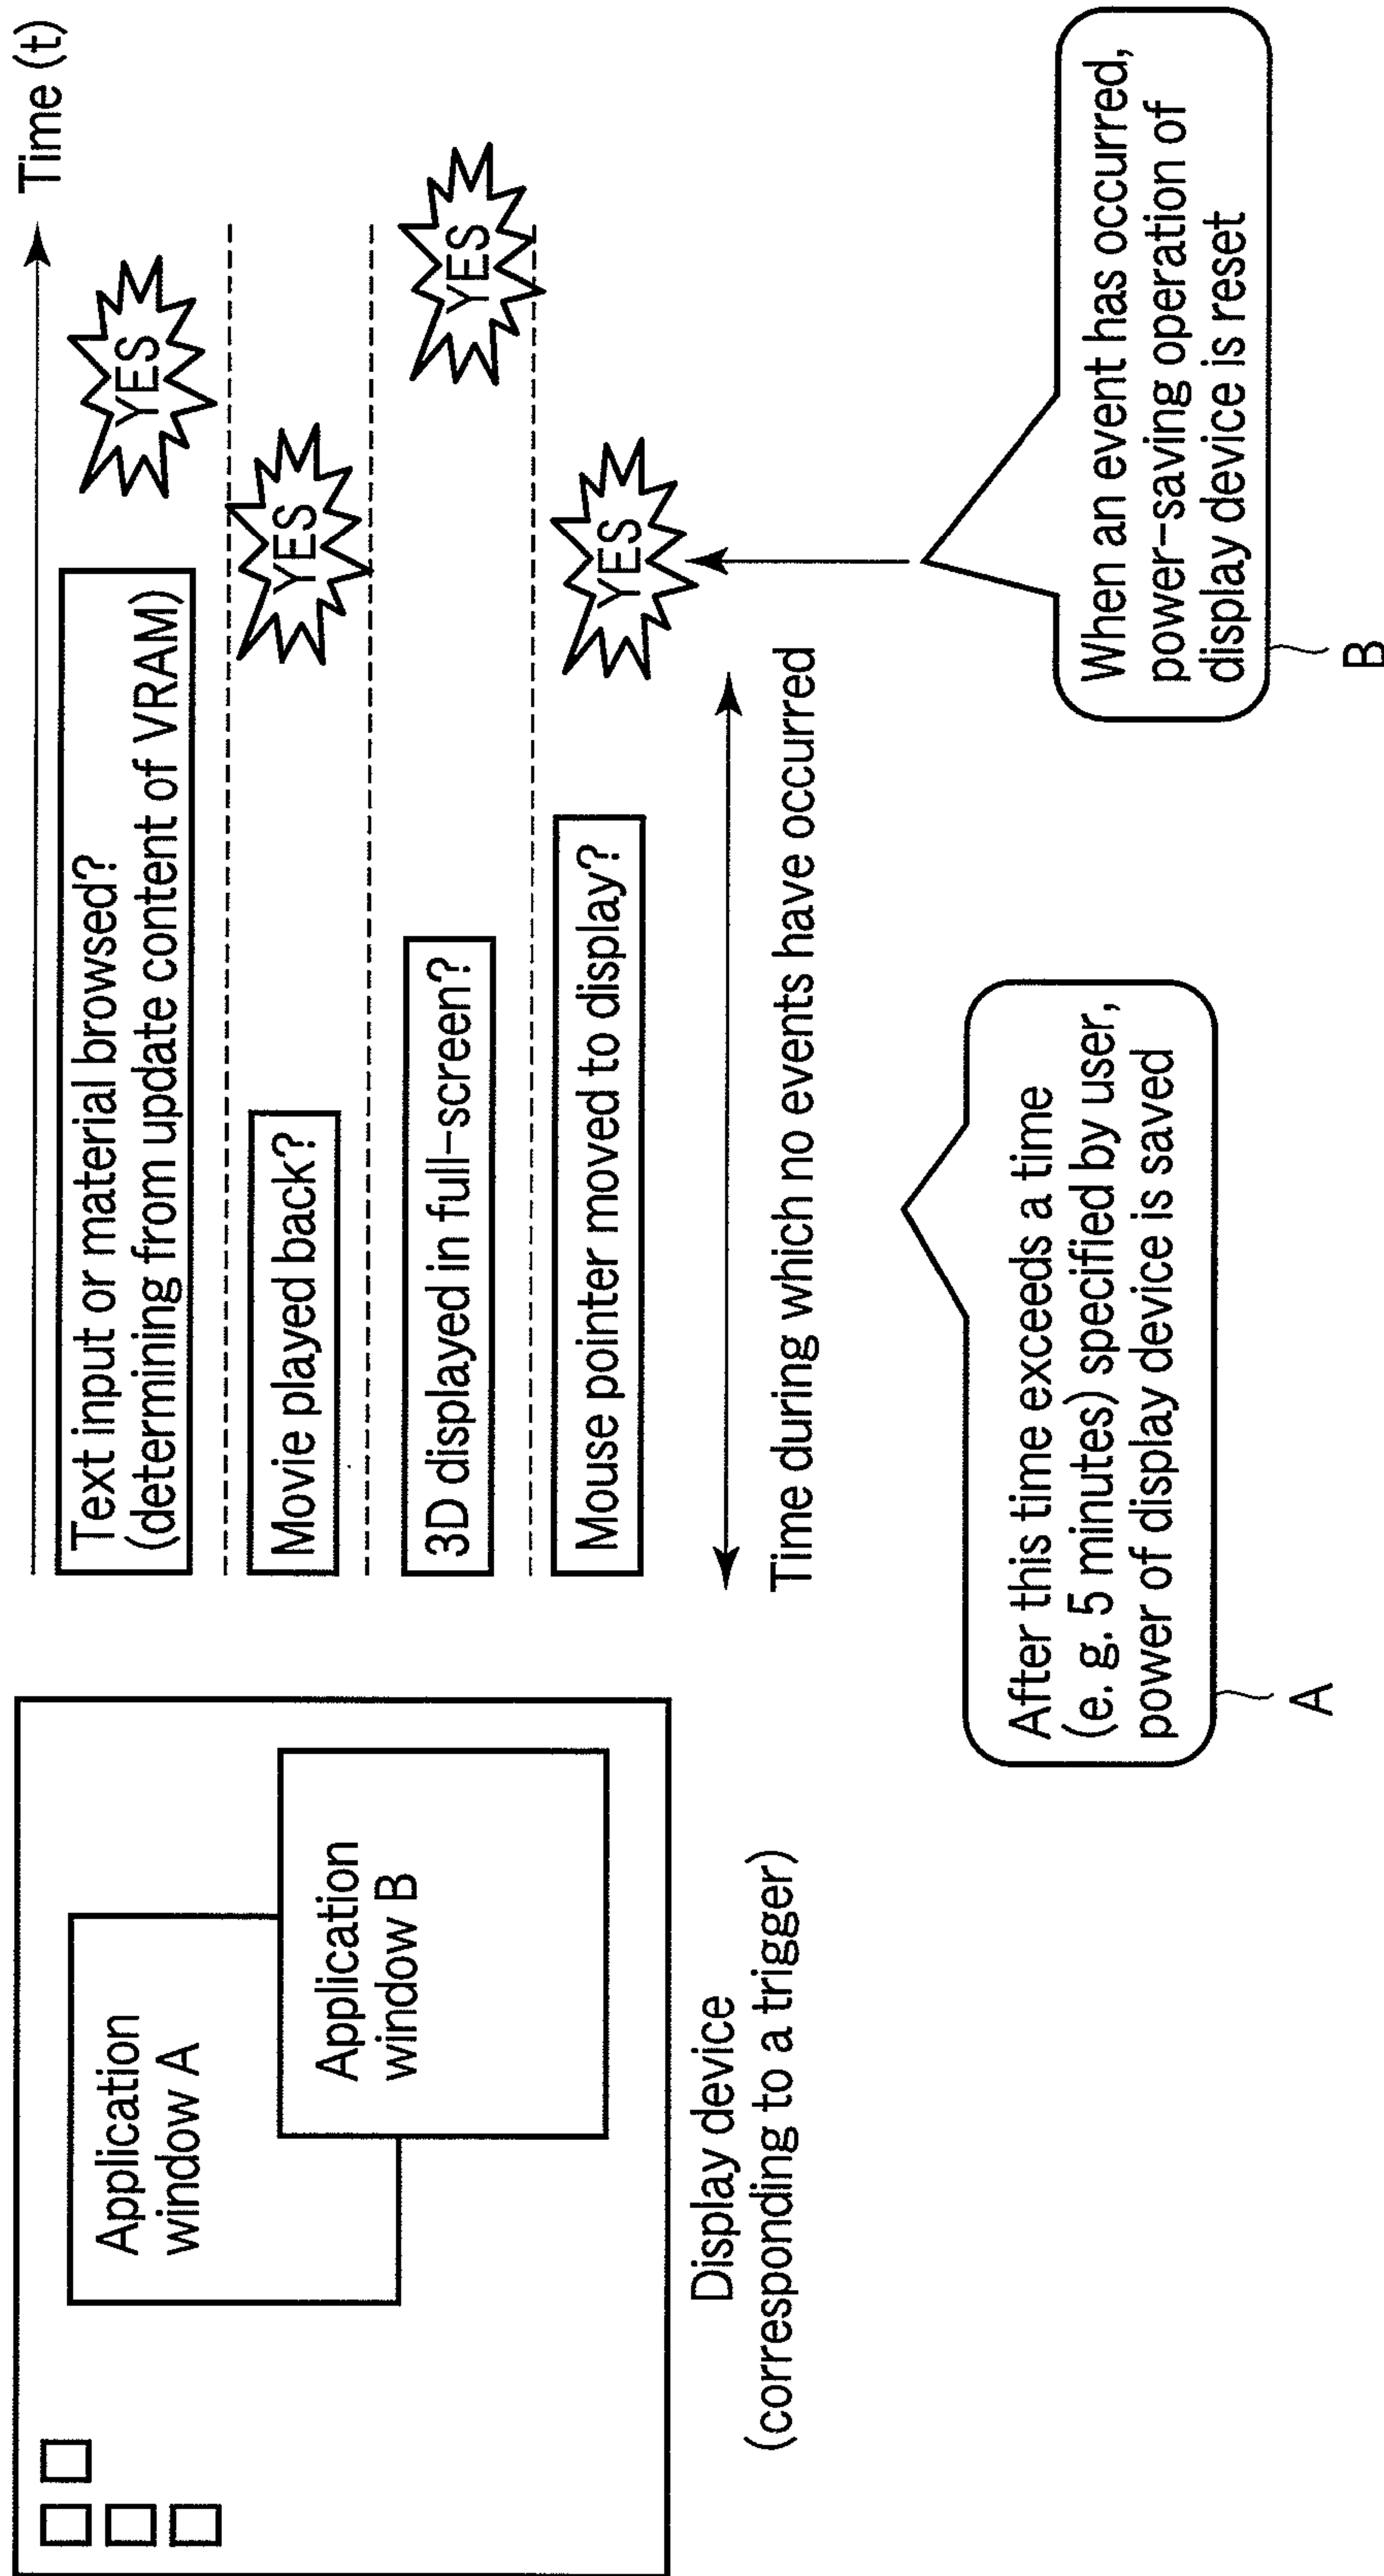 Application
window A
Application
window B
Display device
(corresponding to a trigger)
Time (t)
Text input or material browsed?
(determining from update content of VRAM)
YES
Movie played back?
YES
3D displayed in full-screen?
YES
Mouse pointer moved to display?
YES
Time during which no events have occurred
After this time exceeds a time
(e. g. 5 minutes) specified by user,
power of display device is saved
A
When an event has occurred,
power-saving operation of
display device is reset
B